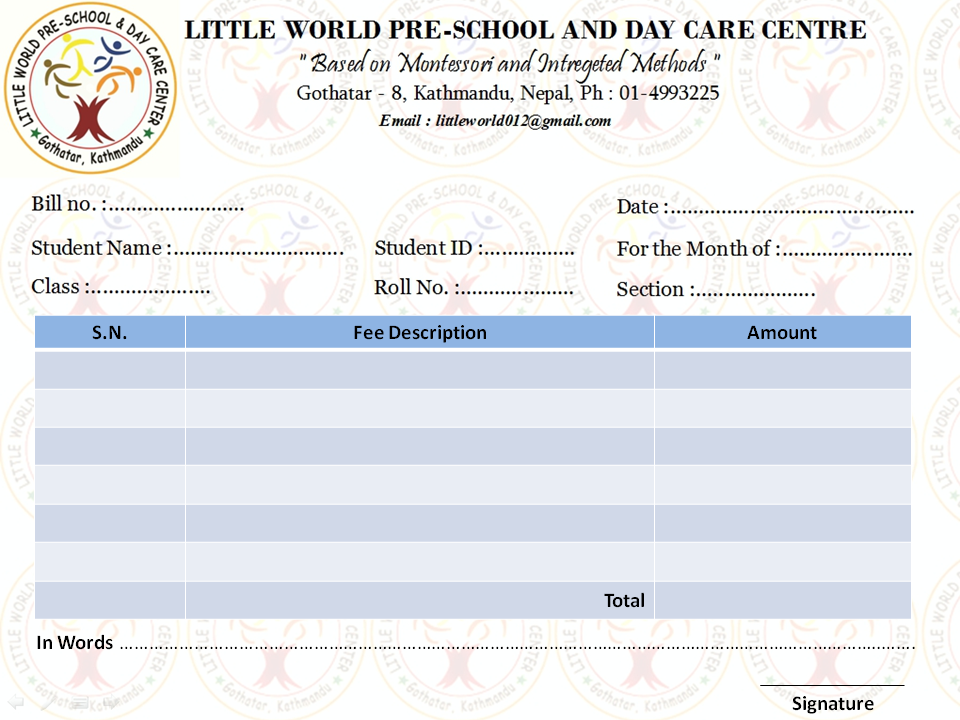 LITTLE WORLD PRE-SCHOOL & DAY CARE CENTER
Gothatar, Kathmandu
LITTLE WORLD PRE-SCHOOL AND DAY CARE CENTRE
" Based on Montessori and Intregeted Methods "
Gothatar - 8, Kathmandu, Nepal, Ph : 01-4993225
Email : littleworld012@gmail.com
Bill no. :........................ Date :...........................................
Student Name :.............................. Student ID :................ For the Month of :.......................
Class :..................... Roll No. :.................... Section :.....................
S.N. Fee Description Amount
Total
In Words ……………………………………………………………………………………………………………………………
Signature